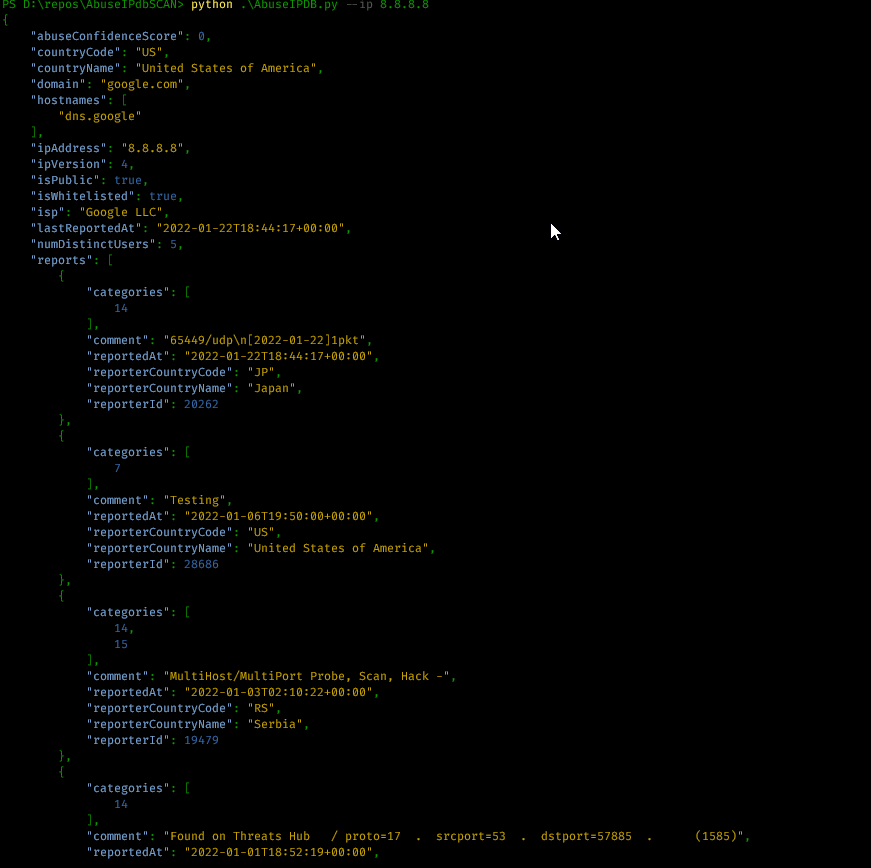 PS D:\repos\AbuseIPdbSCAN> python .\AbuseIPDB.py --ip 8.8.8.8
{
    "abuseConfidenceScore": 0,
    "countryCode": "US",
    "countryName": "United States of America",
    "domain": "google.com",
    "hostnames": [
        "dns.google"
    ],
    "ipAddress": "8.8.8.8",
    "ipVersion": 4,
    "isPublic": true,
    "isWhitelisted": true,
    "isp": "Google LLC",
    "lastReportedAt": "2022-01-22T18:44:17+00:00",
    "numDistinctUsers": 5,
    "reports": [
        {
            "categories": [
                14
            ],
            "comment": "65449/udp\n[2022-01-22]1pkt",
            "reportedAt": "2022-01-22T18:44:17+00:00",
            "reporterCountryCode": "JP",
            "reporterCountryName": "Japan",
            "reporterId": 20262
        },
        {
            "categories": [
                7
            ],
            "comment": "Testing",
            "reportedAt": "2022-01-06T19:50:00+00:00",
            "reporterCountryCode": "US",
            "reporterCountryName": "United States of America",
            "reporterId": 28686
        },
        {
            "categories": [
                14,
                15
            ],
            "comment": "MultiHost/MultiPort Probe, Scan, Hack -",
            "reportedAt": "2022-01-03T02:10:22+00:00",
            "reporterCountryCode": "RS",
            "reporterCountryName": "Serbia",
            "reporterId": 19479
        },
        {
            "categories": [
                14
            ],
            "comment": "Found on Threats Hub   / proto=17  .  srcport=53  .  dstport=57885  .      (1585)",
            "reportedAt": "2022-01-01T18:52:19+00:00",